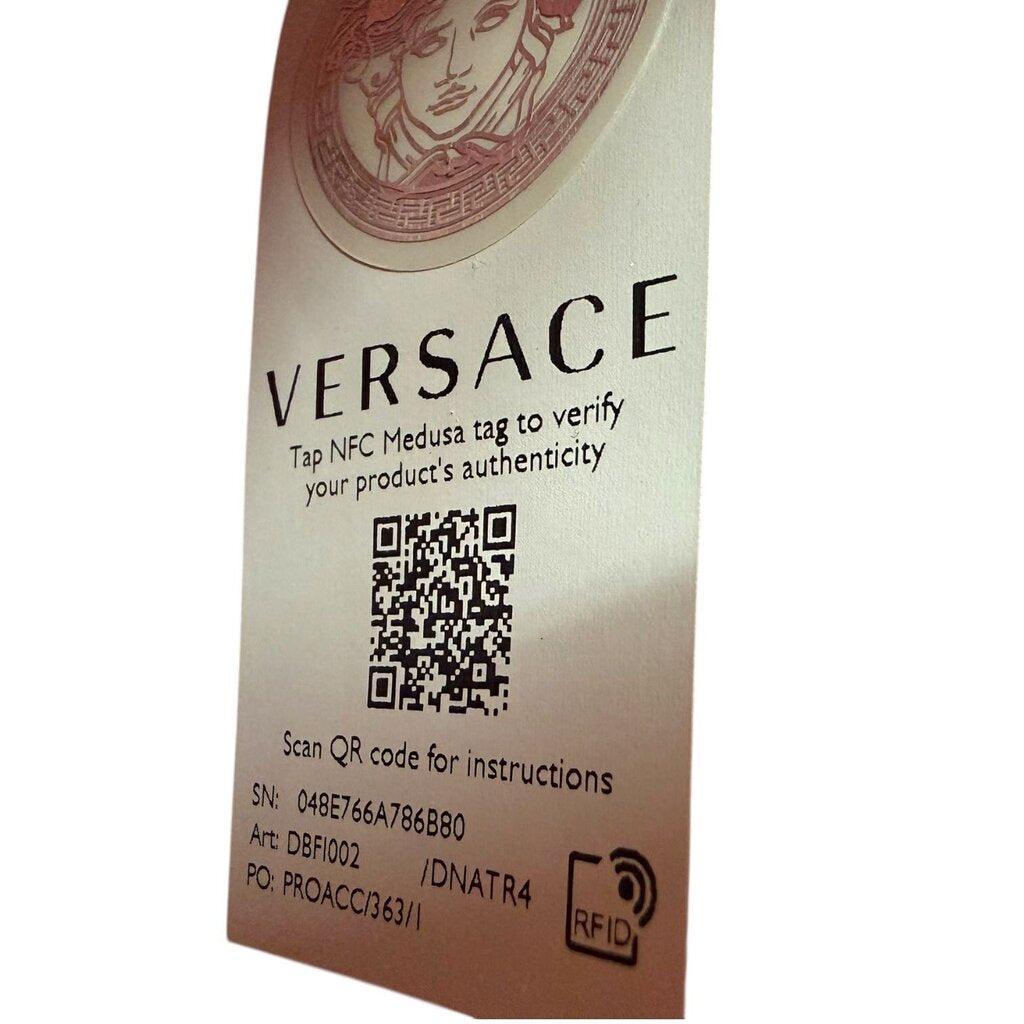 VERSACE
Tap NFC Medusa tag to verify
your product's authenticity
Scan QR code for instructions
SN: 048E766A786B80
Art: DBFI002 /DNATR4
PO: PROACC/363/1
RFID